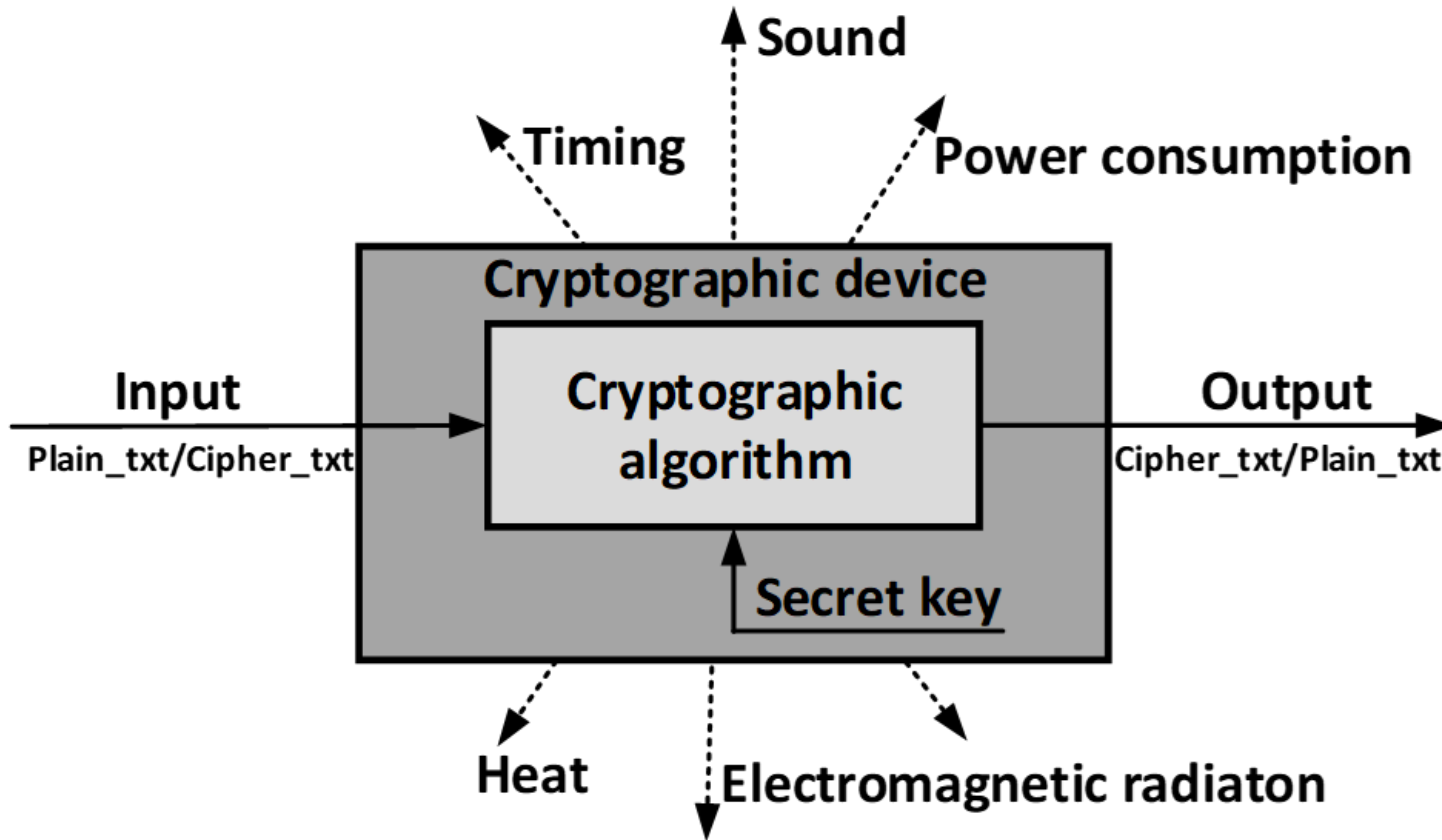 Sound
Timing
Power consumption
Cryptographic device
Input
Plain_txt/Cipher_txt
Cryptographic
algorithm
Output
Cipher_txt/Plain_txt
Secret key
Heat
Electromagnetic radiaton